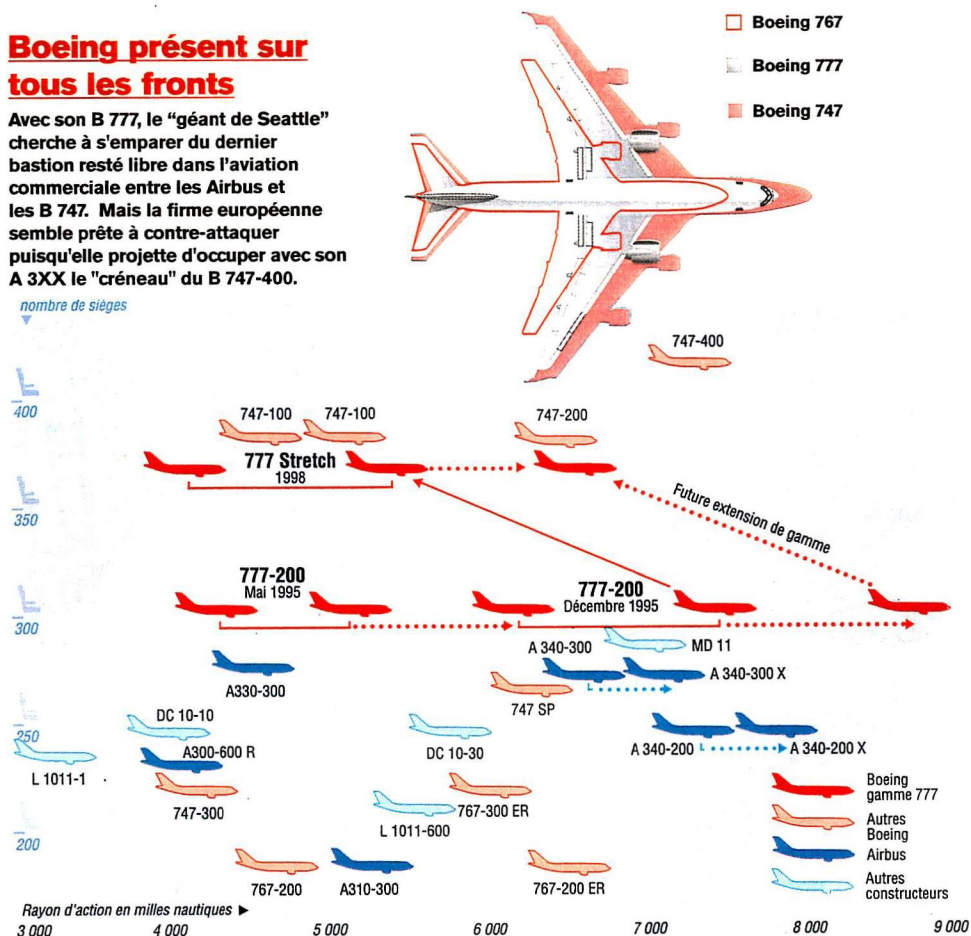 Boeing présent sur
tous les fronts
Avec son B 777, le “géant de Seattle”
cherche à s'emparer du dernier
bastion resté libre dans l'aviation
commerciale entre les Airbus et
les B 747. Mais la firme européenne
semble prête à contre-attaquer
puisqu'elle projette d'occuper avec son
A 3XX le "créneau" du B 747-400.
Boeing 767
Boeing 777
Boeing 747
nombre de sièges
747-400
400
747-100
747-100
747-200
777 Stretch
1998
350
Future extension de gamme
777-200
Mai 1995
777-200
Décembre 1995
300
A 340-300
MD 11
A330-300
A 340-300 X
747 SP
250
DC 10-10
A300-600 R
L 1011-1
DC 10-30
A 340-200
A 340-200 X
747-300
767-300 ER
L 1011-600
200
767-200
A310-300
767-200 ER
Boeing
gamme 777
Autres
Boeing
Airbus
Autres
constructeurs
Rayon d'action en milles nautiques ►
3 000
4 000
5 000
6 000
7 000
8 000
9 000